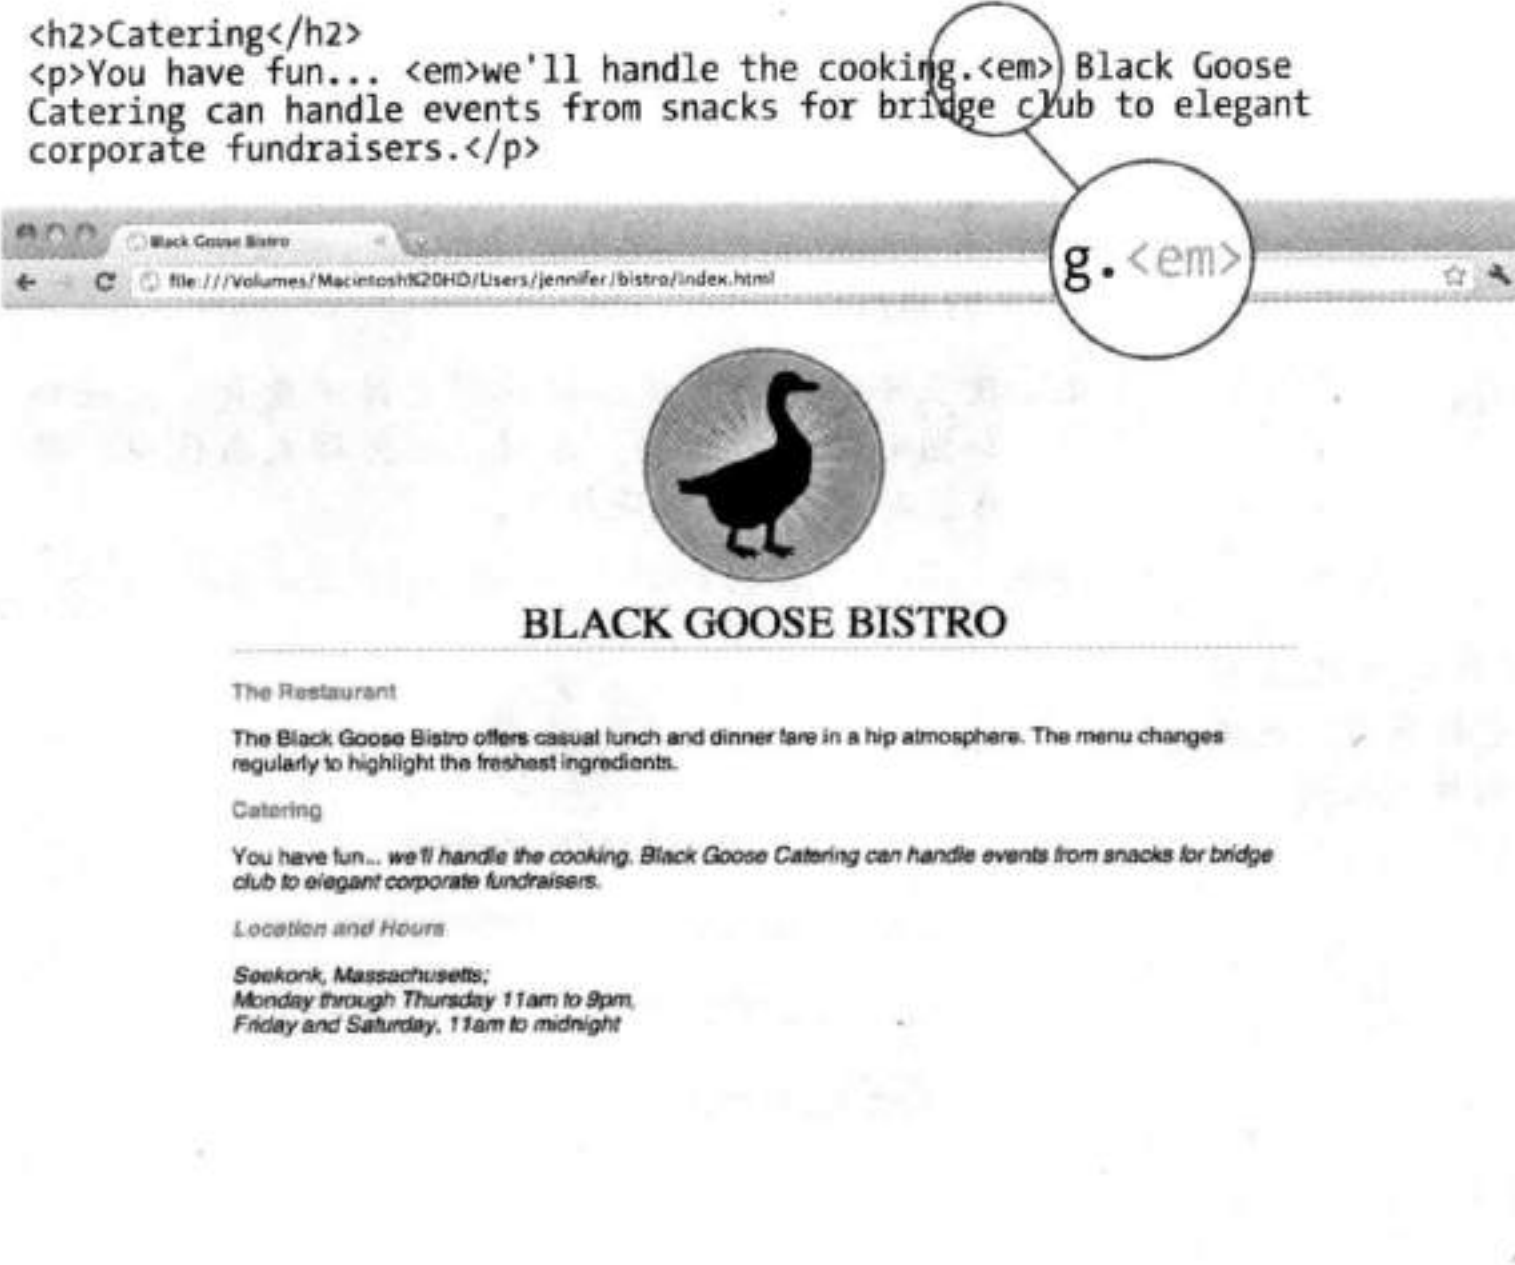 <h2>Catering</h2>
<p>You have fun... <em>we'll handle the cooking.<em> Black Goose
Catering can handle events from snacks for bridge club to elegant
corporate fundraisers.</p>
g.<em>
Black Goose Bistro
file:///Volumes/Macintosh%20HD/Users/jennifer/bistro/index.html
BLACK GOOSE BISTRO
The Restaurant
The Black Goose Bistro offers casual lunch and dinner fare in a hip atmosphere. The menu changes
regularly to highlight the freshest ingredients.
Catering
You have fun... we'll handle the cooking. Black Goose Catering can handle events from snacks for bridge
club to elegant corporate fundraisers.
Location and Hours
Seekonk, Massachusetts;
Monday through Thursday 11am to 9pm,
Friday and Saturday, 11am to midnight